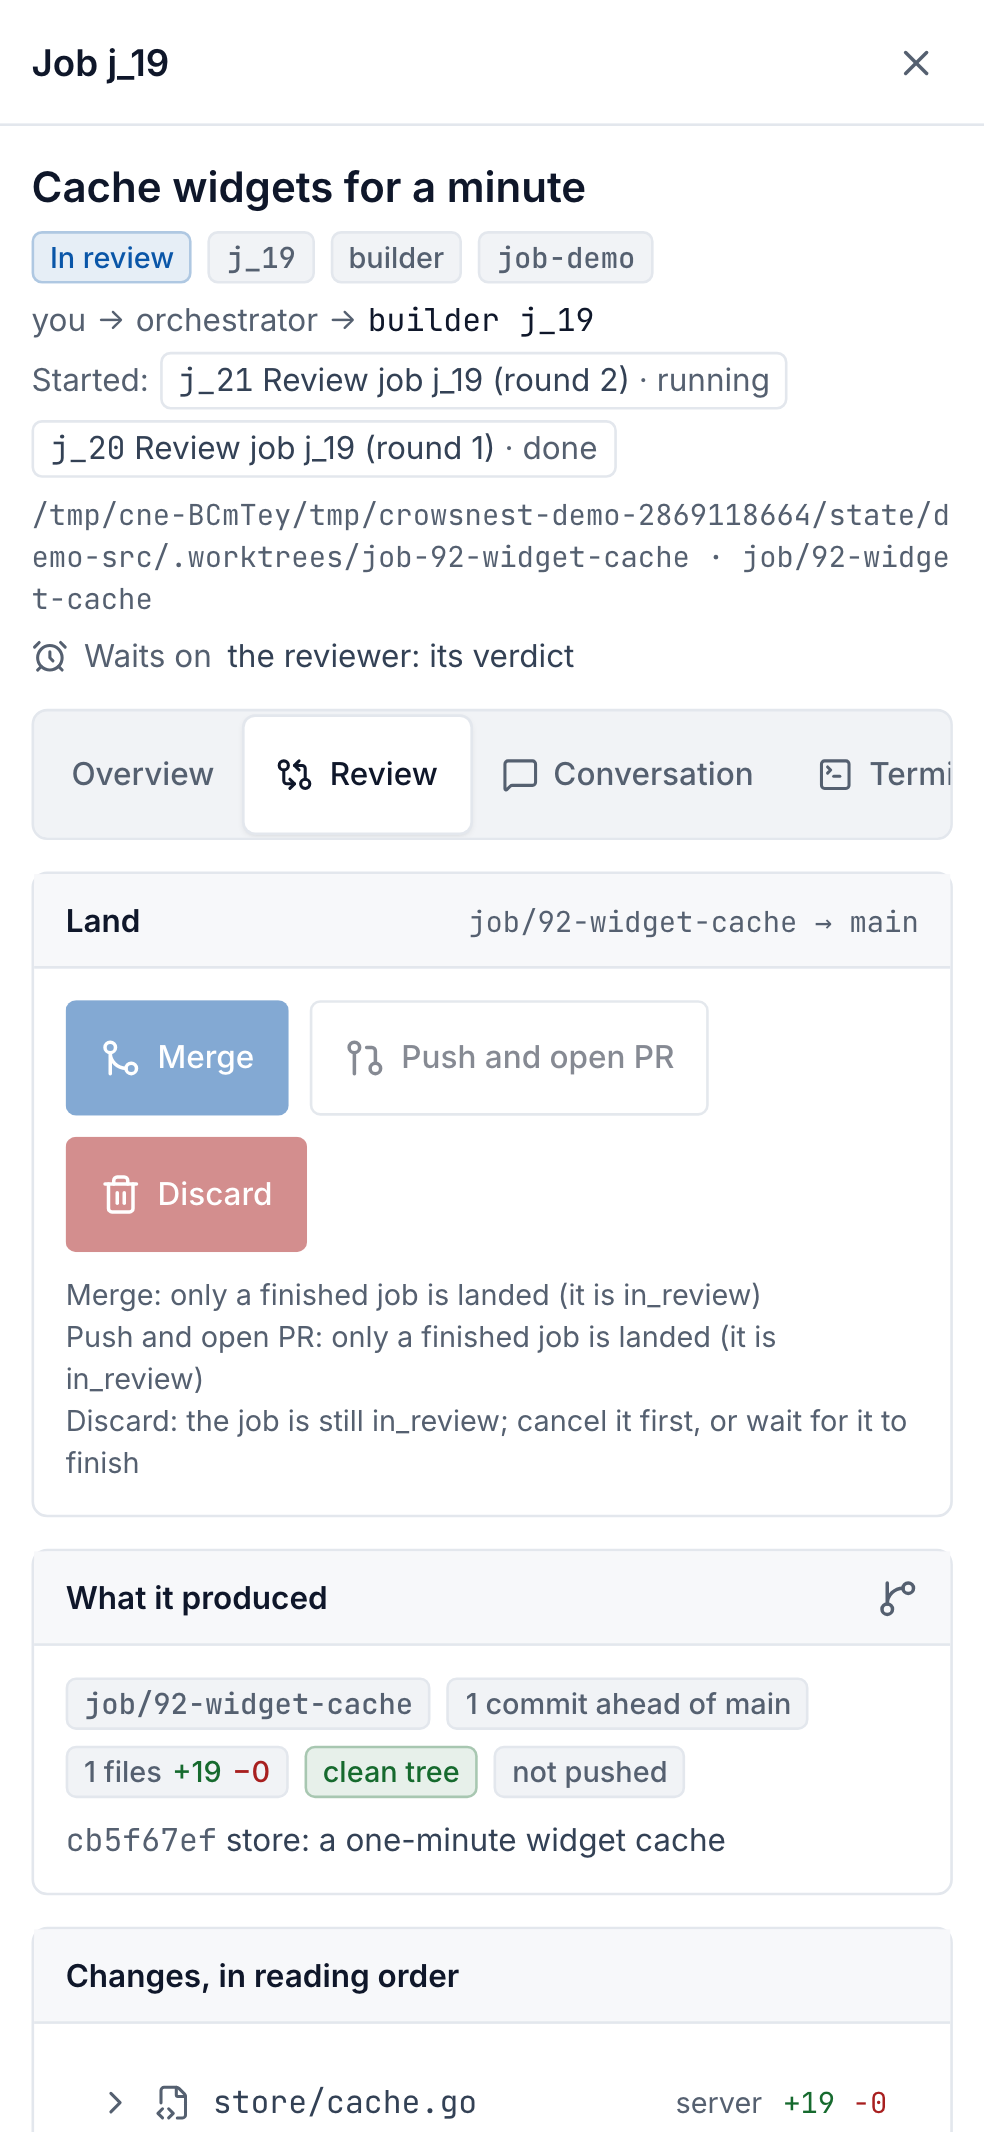 Job j_19
Cache widgets for a minute
In review j_19 builder job-demo
you → orchestrator → builder j_19
Started: j_21 Review job j_19 (round 2) · running
j_20 Review job j_19 (round 1) · done
/tmp/cne-BCmTey/tmp/crowsnest-demo-2869118664/state/d
emo-src/.worktrees/job-92-widget-cache · job/92-widge
t-cache
Waits on the reviewer: its verdict
Overview Review Conversation Termi
Land job/92-widget-cache → main
Merge Push and open PR
Discard
Merge: only a finished job is landed (it is in_review)
Push and open PR: only a finished job is landed (it is
in_review)
Discard: the job is still in_review; cancel it first, or wait for it to
finish
What it produced
job/92-widget-cache 1 commit ahead of main
1 files +19 −0 clean tree not pushed
cb5f67ef store: a one-minute widget cache
Changes, in reading order
store/cache.go server +19 -0